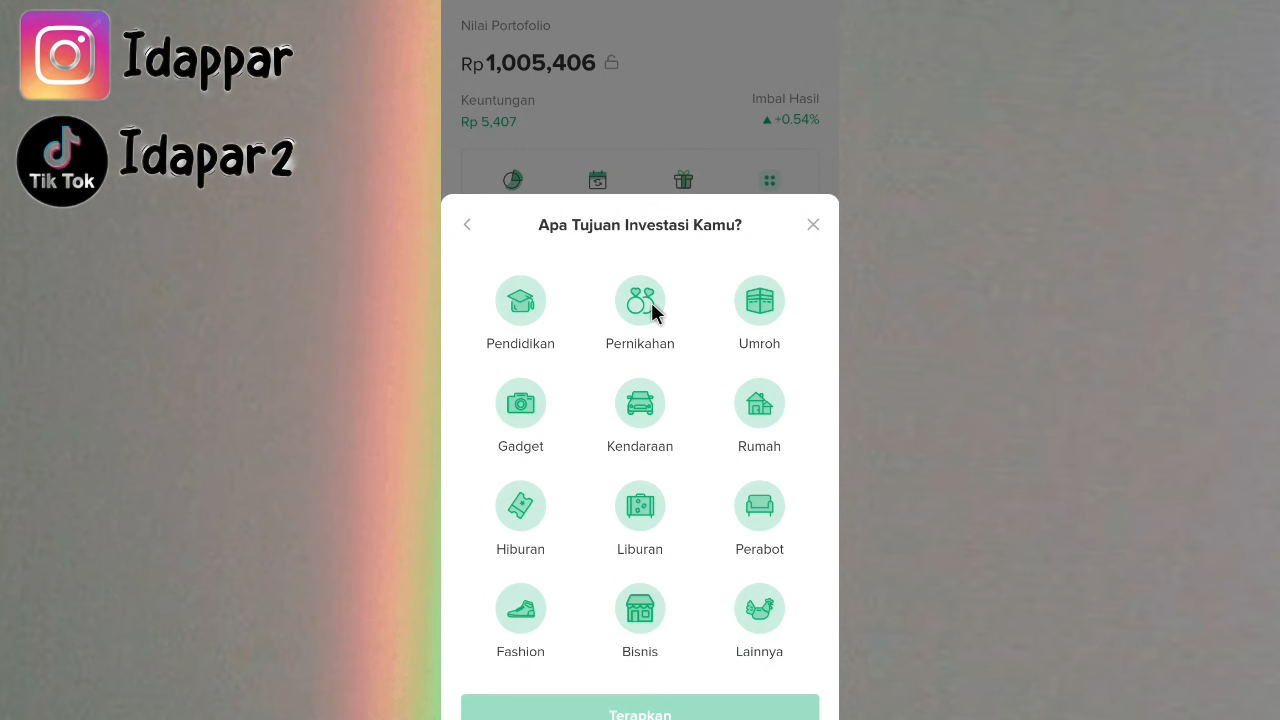 Idappar
Tik Tok
Idapar2
Nilai Portofolio
Rp1,005,406
Keuntungan
Imbal Hasil
Rp 5,407
+0.54%
Apa Tujuan Investasi Kamu?
Pendidikan
Pernikahan
Umroh
Gadget
Kendaraan
Rumah
Hiburan
Liburan
Perabot
Fashion
Bisnis
Lainnya
Terapkan